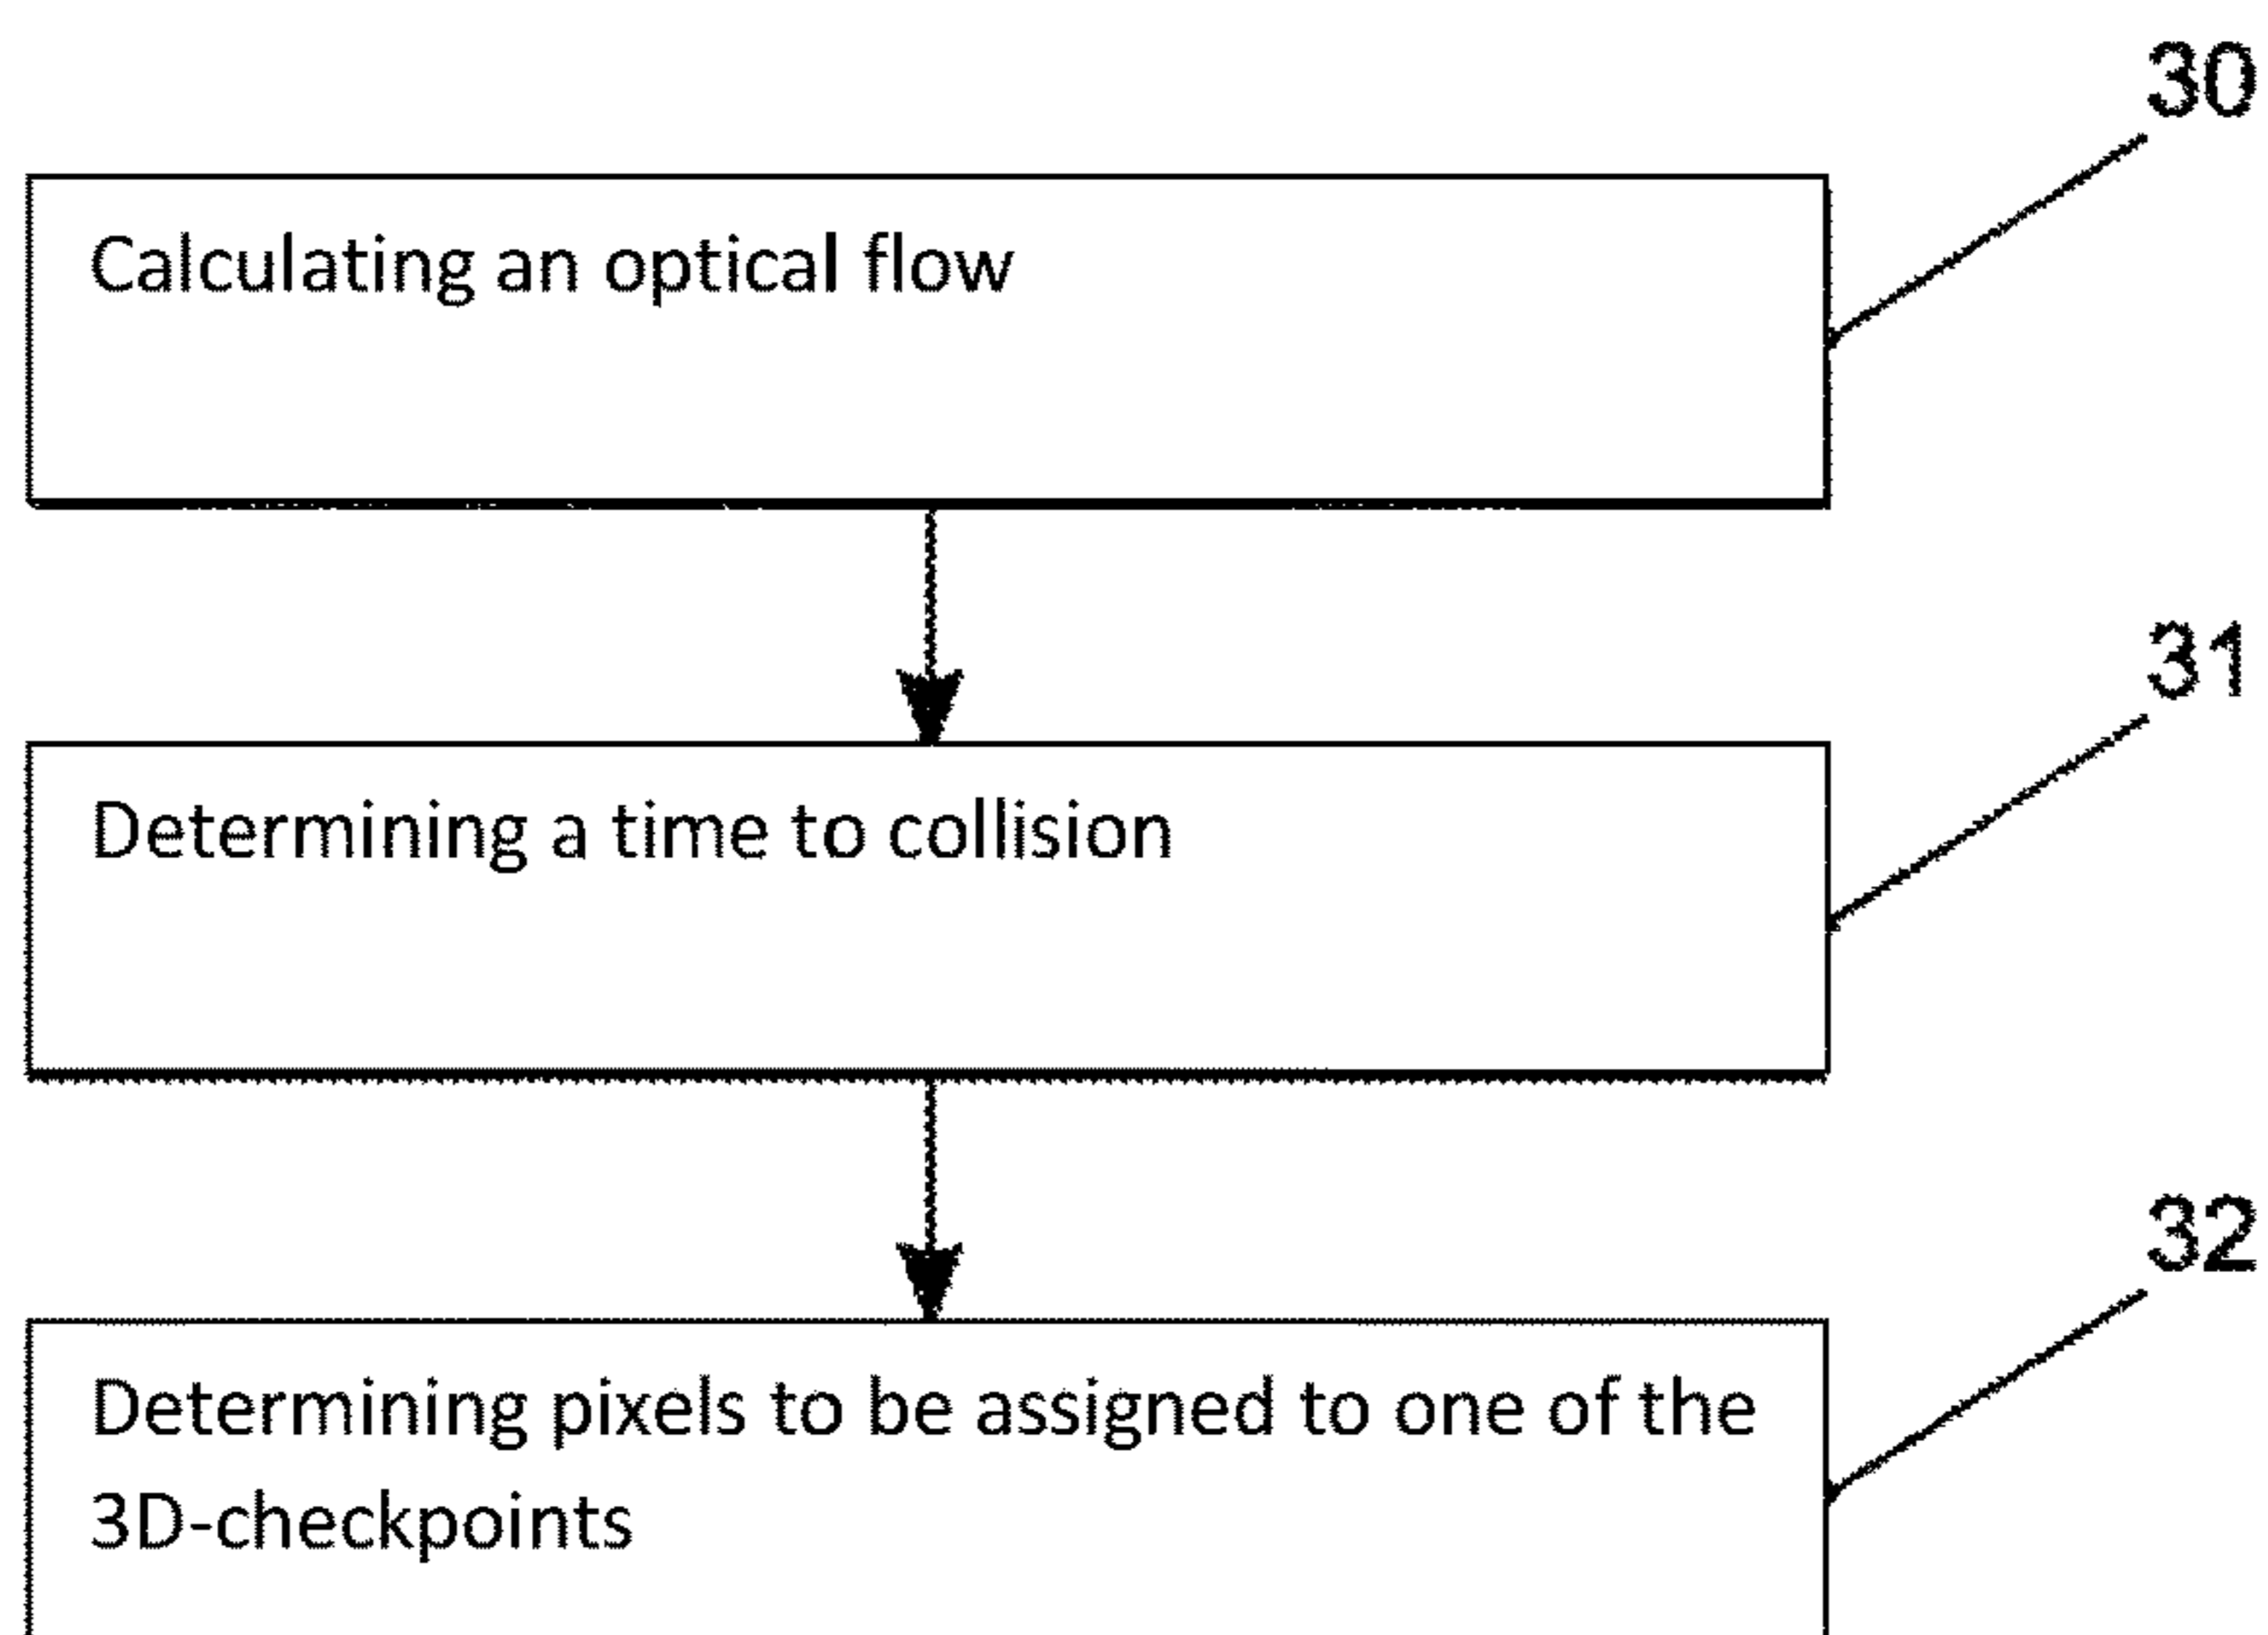 30
Calculating an optical flow
31
Determining a time to collision
32
Determining pixels to be assigned to one of the
3D-checkpoints